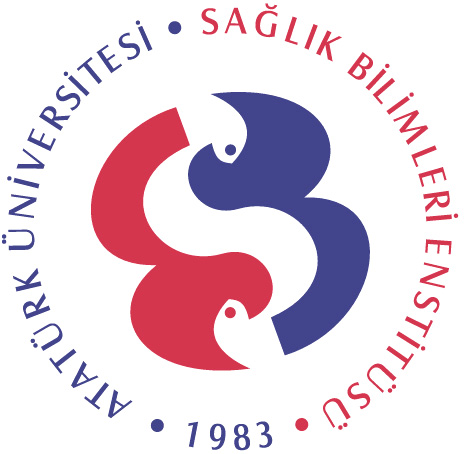 ATATÜRK ÜNİVERSİTESİ • SAĞLIK BİLİMLERİ ENSTİTÜSÜ
• 1983 •